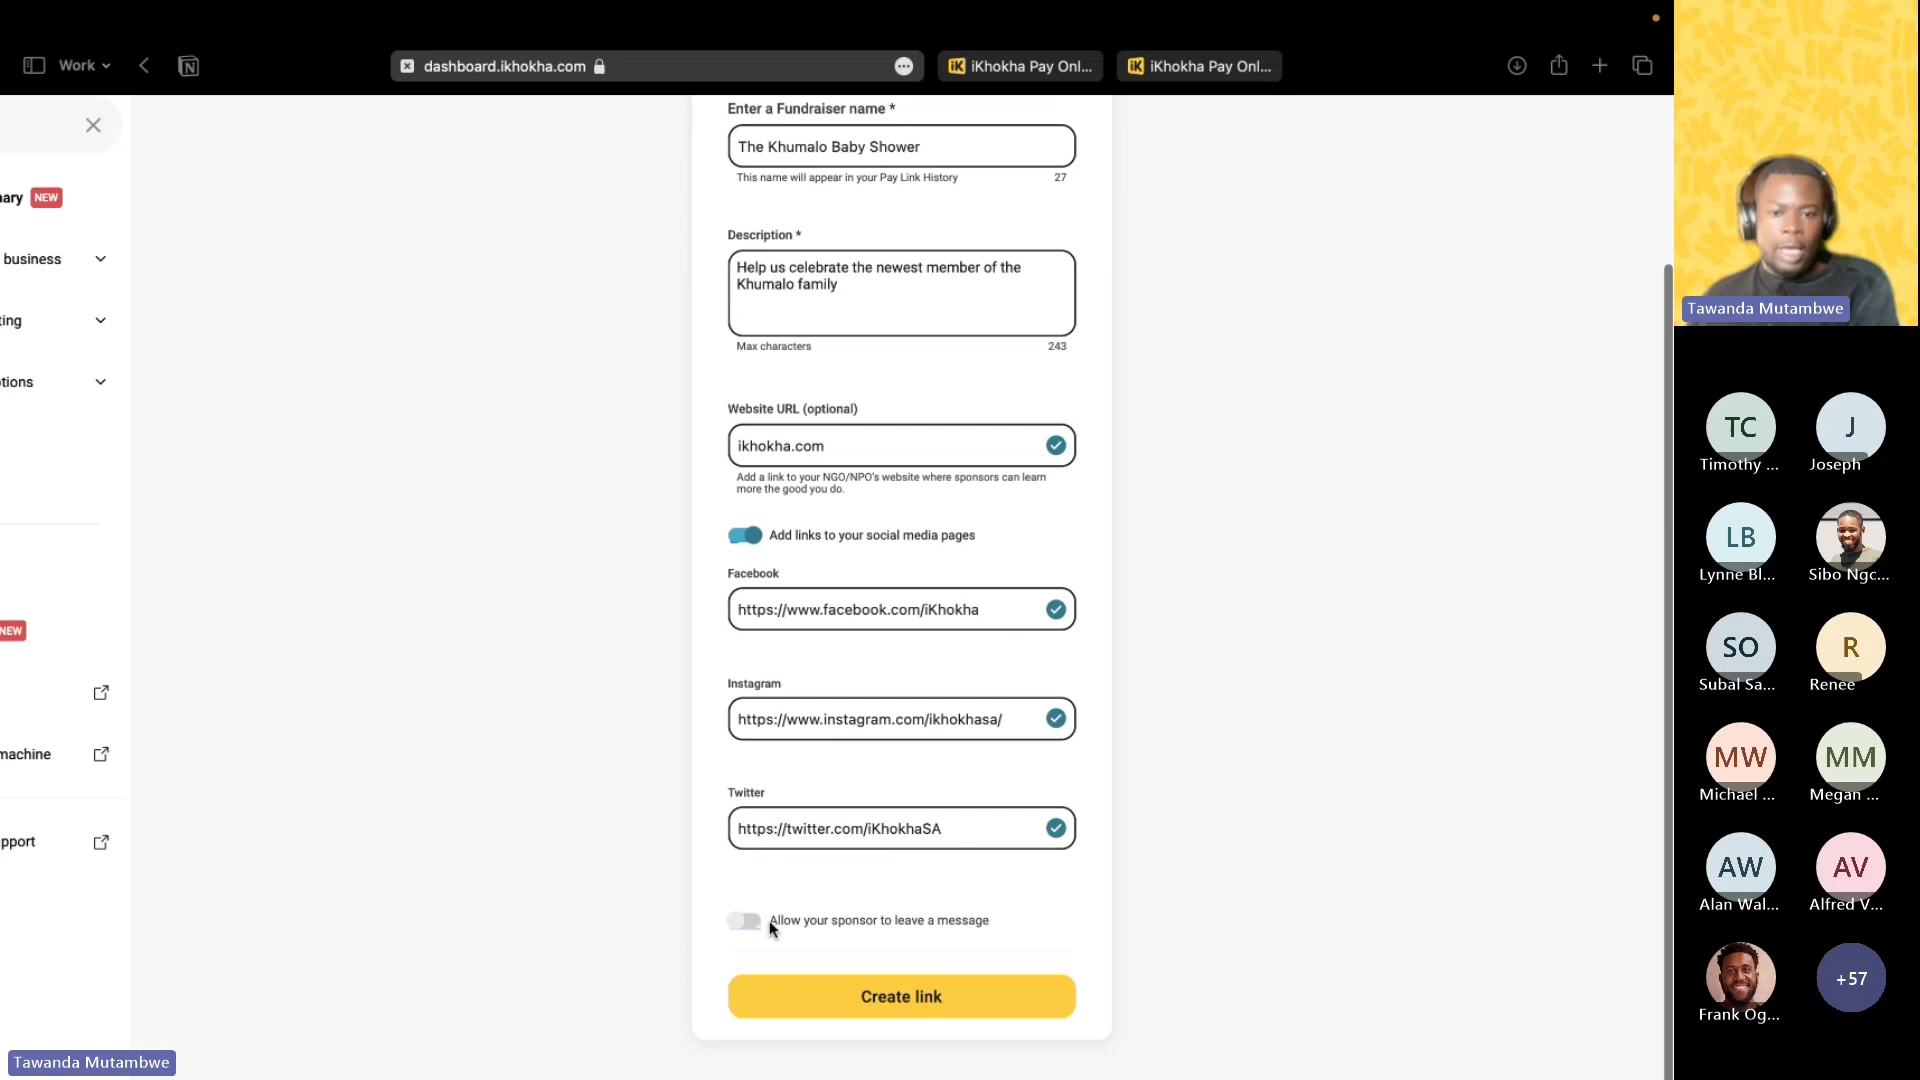 Work
dashboard.ikhokha.com
iK iKhokha Pay Onl...
iK iKhokha Pay Onl...
nary NEW
business
ting
otions
NEW
machine
pport
Enter a Fundraiser name *
The Khumalo Baby Shower
This name will appear in your Pay Link History 27
Description *
Help us celebrate the newest member of the
Khumalo family
Max characters 243
Website URL (optional)
ikhokha.com
Add a link to your NGO/NPO's website where sponsors can learn
more the good you do.
Add links to your social media pages
Facebook
https://www.facebook.com/iKhokha
Instagram
https://www.instagram.com/ikhokhasa/
Twitter
https://twitter.com/iKhokhaSA
Allow your sponsor to leave a message
Create link
Tawanda Mutambwe
Tawanda Mutambwe
TC
Timothy ...
J
Joseph
LB
Lynne Bl...
Sibo Ngc...
SO
Subal Sa...
R
Renee
MW
Michael ...
MM
Megan ...
AW
Alan Wal...
AV
Alfred V...
Frank Og...
+57